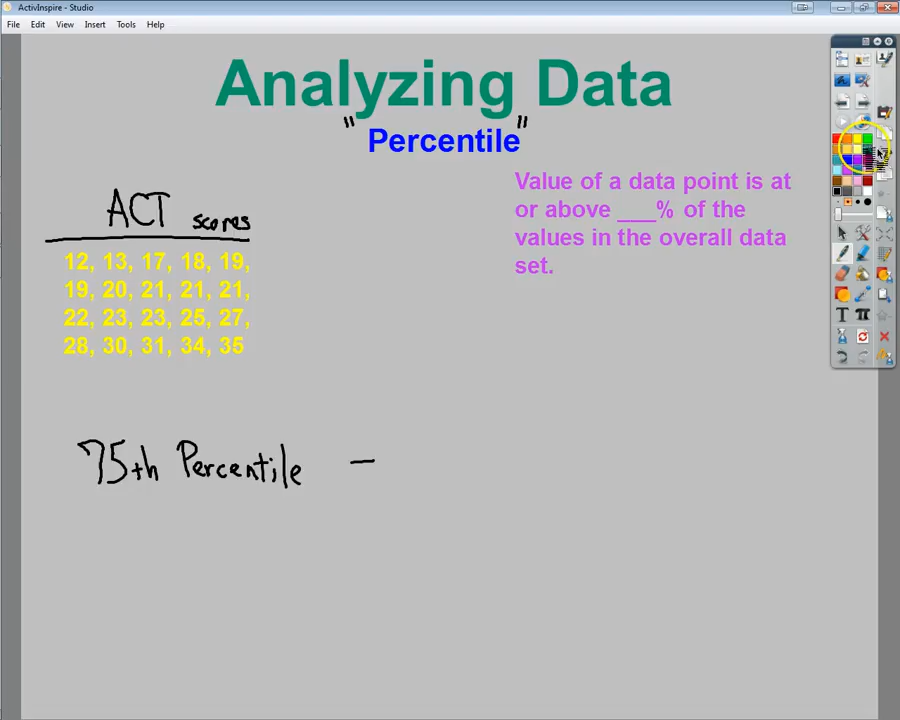 ActivInspire - Studio
File Edit View Insert Tools Help
Analyzing Data
"Percentile"
Value of a data point is at
or above ___% of the
values in the overall data
set.
ACT scores
12, 13, 17, 18, 19,
19, 20, 21, 21, 21,
22, 23, 23, 25, 27,
28, 30, 31, 34, 35
75th Percentile –